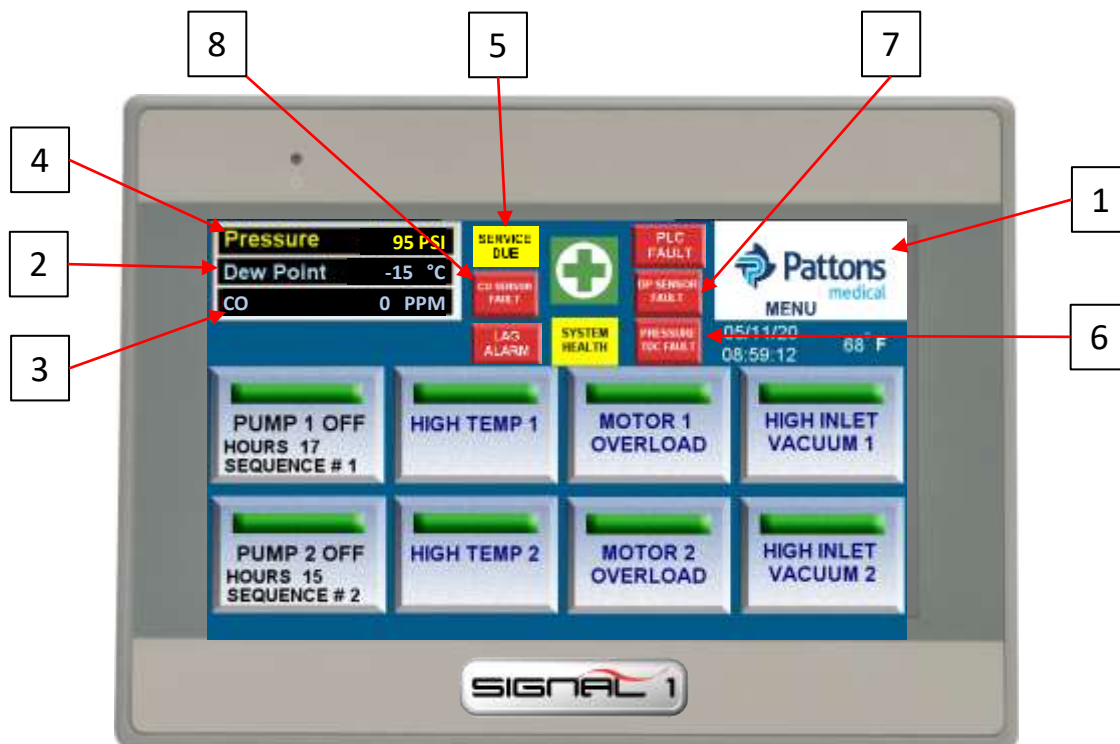 8
5
7
4
1
2
3
6
Pressure 95 PSI
Dew Point -15 °C
CO 0 PPM
SERVICE
DUE
CO SENSOR
FAULT
LAG
ALARM
SYSTEM
HEALTH
PLC
FAULT
DP SENSOR
FAULT
PRESSURE
TDC FAULT
Pattons
medical
MENU
05/11/20
08:59:12
68° F
PUMP 1 OFF
HOURS 17
SEQUENCE # 1
HIGH TEMP 1
MOTOR 1
OVERLOAD
HIGH INLET
VACUUM 1
PUMP 2 OFF
HOURS 15
SEQUENCE # 2
HIGH TEMP 2
MOTOR 2
OVERLOAD
HIGH INLET
VACUUM 2
SIGNAL 1